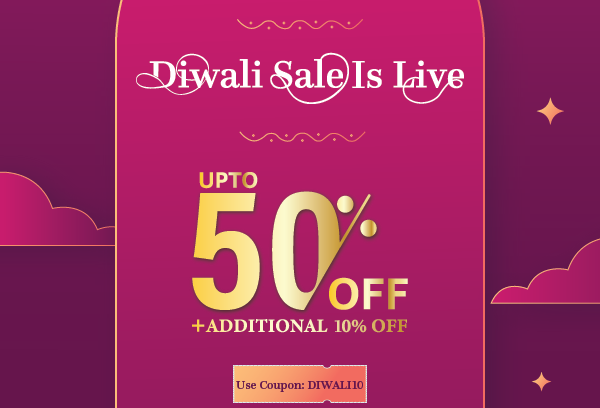 Diwali Sale Is Live
UPTO
50%
OFF
+ADDITIONAL 10% OFF
Use Coupon: DIWALI10